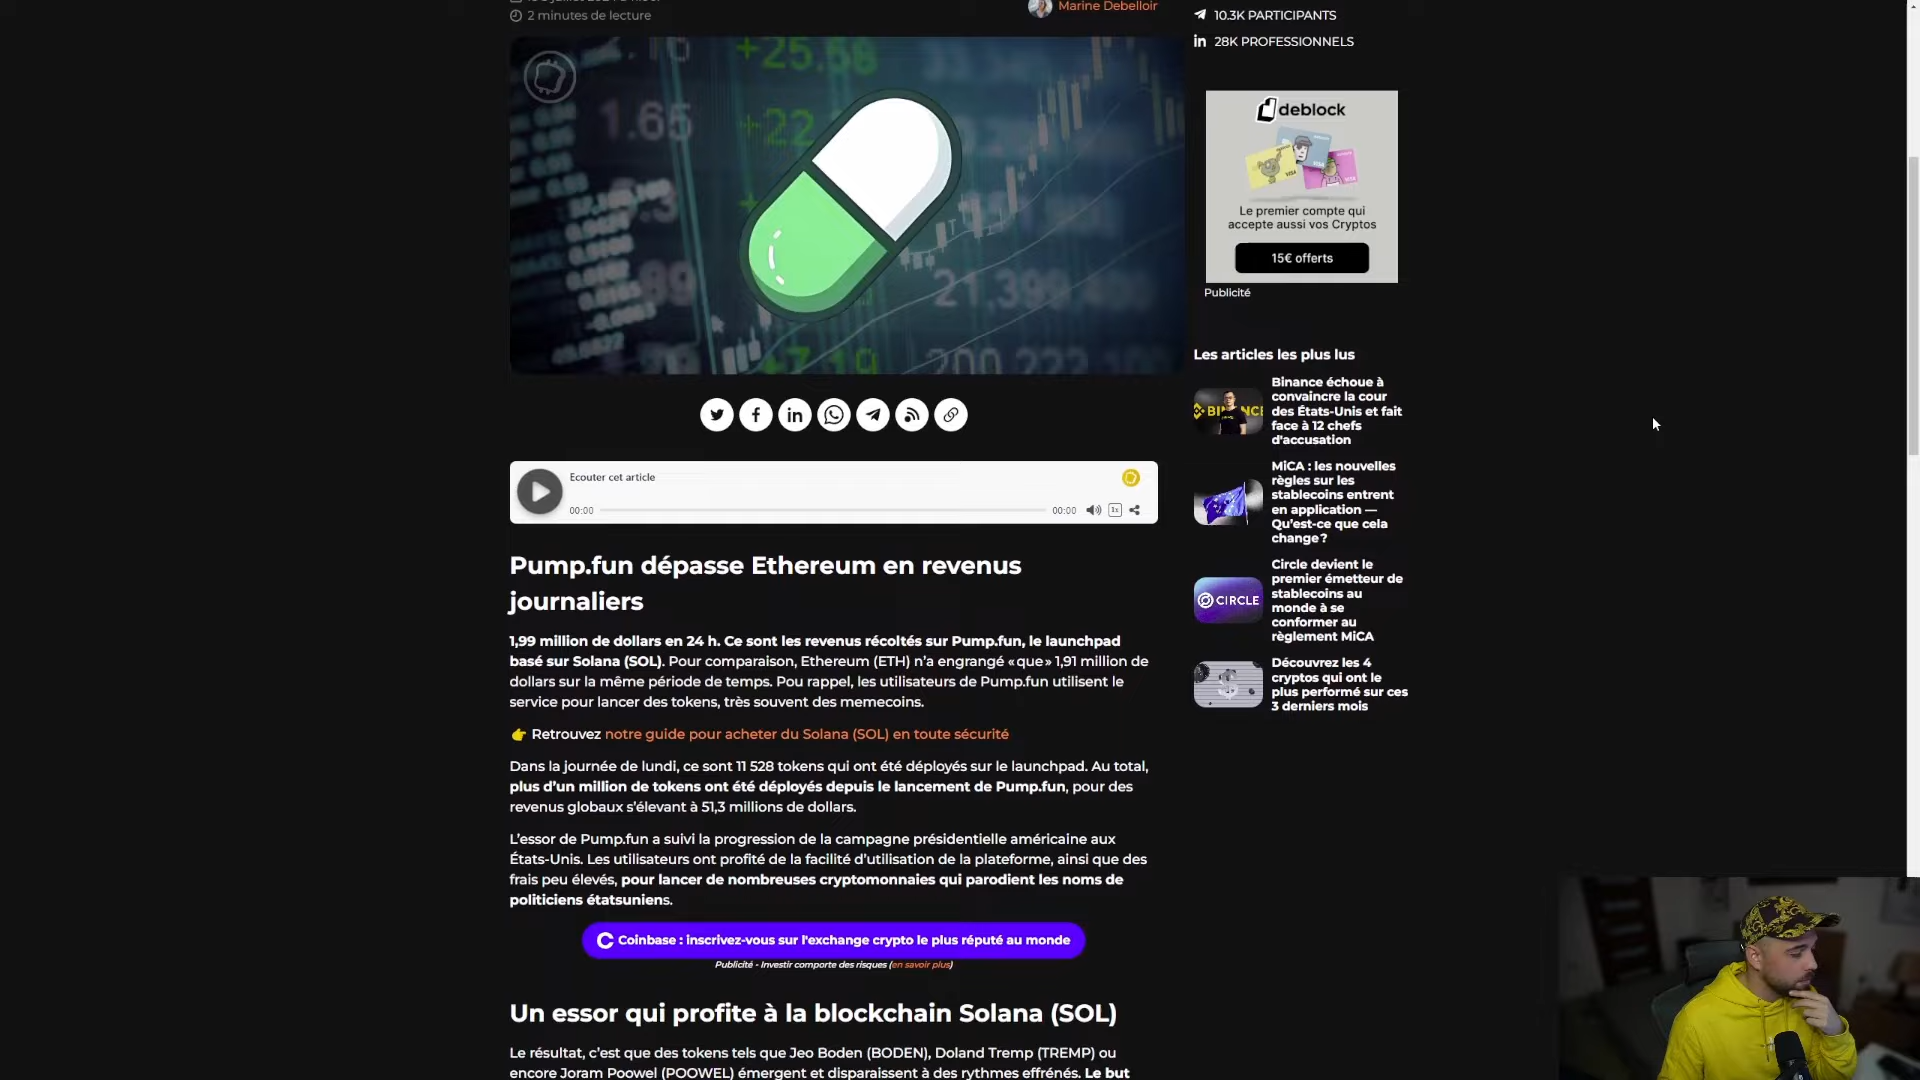 2 minutes de lecture
Marine Debelloir
+25.58
1.65
+22
21,399,400
+7.19
200,222,100
Ecouter cet article
00:00
00:00
1x
Pump.fun dépasse Ethereum en revenus
journaliers
1,99 million de dollars en 24 h. Ce sont les revenus récoltés sur Pump.fun, le launchpad
basé sur Solana (SOL). Pour comparaison, Ethereum (ETH) n’a engrangé « que » 1,91 million de
dollars sur la même période de temps. Pou rappel, les utilisateurs de Pump.fun utilisent le
service pour lancer des tokens, très souvent des memecoins.
👉 Retrouvez notre guide pour acheter du Solana (SOL) en toute sécurité
Dans la journée de lundi, ce sont 11 528 tokens qui ont été déployés sur le launchpad. Au total,
plus d’un million de tokens ont été déployés depuis le lancement de Pump.fun, pour des
revenus globaux s’élevant à 51,3 millions de dollars.
L’essor de Pump.fun a suivi la progression de la campagne présidentielle américaine aux
États-Unis. Les utilisateurs ont profité de la facilité d’utilisation de la plateforme, ainsi que des
frais peu élevés, pour lancer de nombreuses cryptomonnaies qui parodient les noms de
politiciens étatsuniens.
Coinbase : inscrivez-vous sur l'exchange crypto le plus réputé au monde
Publicité - Investir comporte des risques (en savoir plus)
Un essor qui profite à la blockchain Solana (SOL)
Le résultat, c’est que des tokens tels que Jeo Boden (BODEN), Doland Tremp (TREMP) ou
encore Joram Poowel (POOWEL) émergent et disparaissent à des rythmes effrénés. Le but
10.3K PARTICIPANTS
28K PROFESSIONNELS
deblock
VISA
VISA
Le premier compte qui
accepte aussi vos Cryptos
15€ offerts
Publicité
Les articles les plus lus
Binance échoue à
convaincre la cour
des États-Unis et fait
face à 12 chefs
d'accusation
MiCA : les nouvelles
règles sur les
stablecoins entrent
en application —
Qu’est-ce que cela
change ?
CIRCLE
Circle devient le
premier émetteur de
stablecoins au
monde à se
conformer au
règlement MiCA
Découvrez les 4
cryptos qui ont le
plus performé sur ces
3 derniers mois